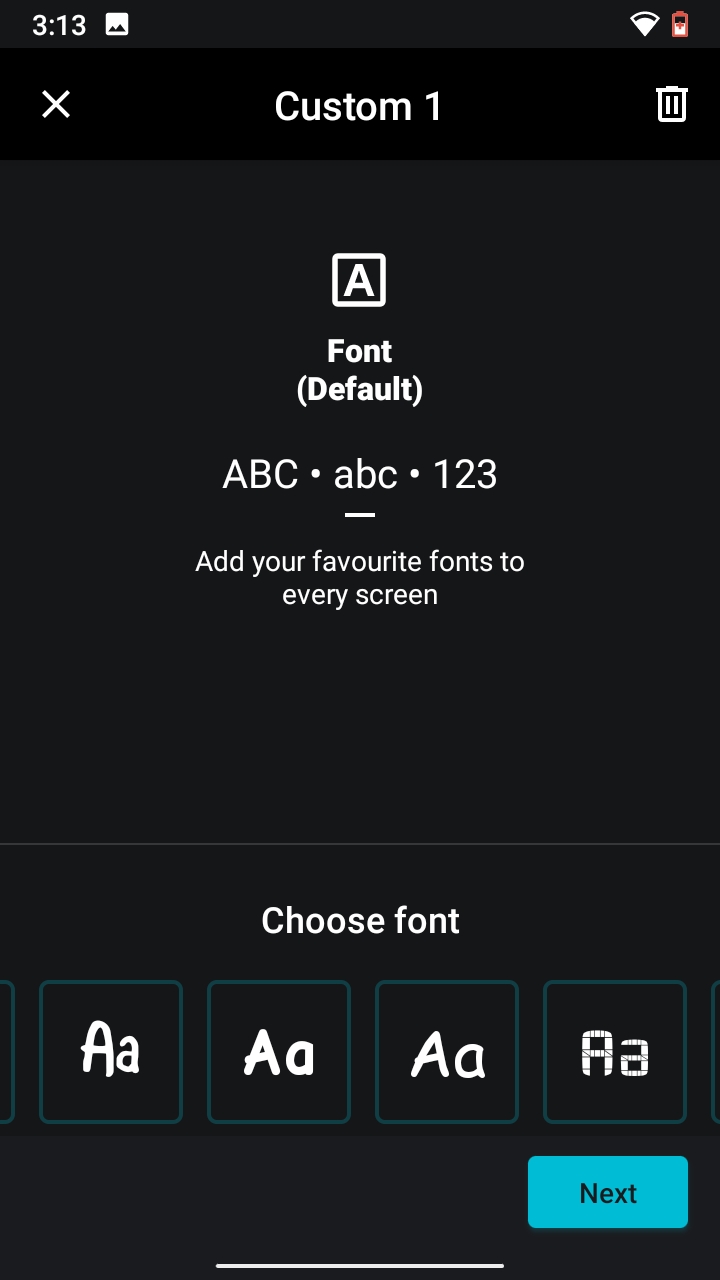 3:13
Custom 1
A
Font
(Default)
ABC • abc • 123
Add your favourite fonts to
every screen
Choose font
Aa Aa Aa Aa
Next